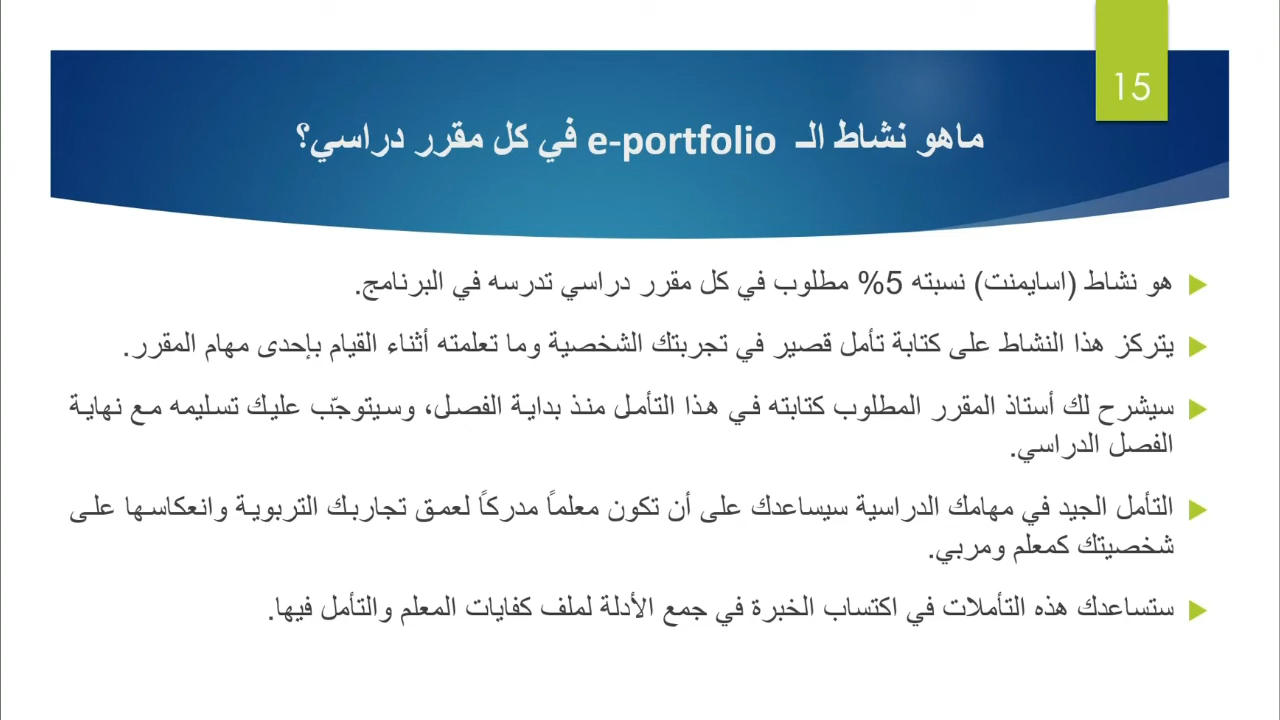 15
ماهو نشاط الـ e-portfolio في كل مقرر دراسي؟
هو نشاط (اسايمنت) نسبته 5% مطلوب في كل مقرر دراسي تدرسه في البرنامج.
يتركز هذا النشاط على كتابة تأمل قصير في تجربتك الشخصية وما تعلمته أثناء القيام بإحدى مهام المقرر.
سيشرح لك أستاذ المقرر المطلوب كتابته في هذا التأمل منذ بداية الفصل، وسيتوجّب عليك تسليمه مع نهاية
الفصل الدراسي.
التأمل الجيد في مهامك الدراسية سيساعدك على أن تكون معلمًا مدركًا لعمق تجاربك التربوية وانعكاسها على
شخصيتك كمعلم ومربي.
ستساعدك هذه التأملات في اكتساب الخبرة في جمع الأدلة لملف كفايات المعلم والتأمل فيها.